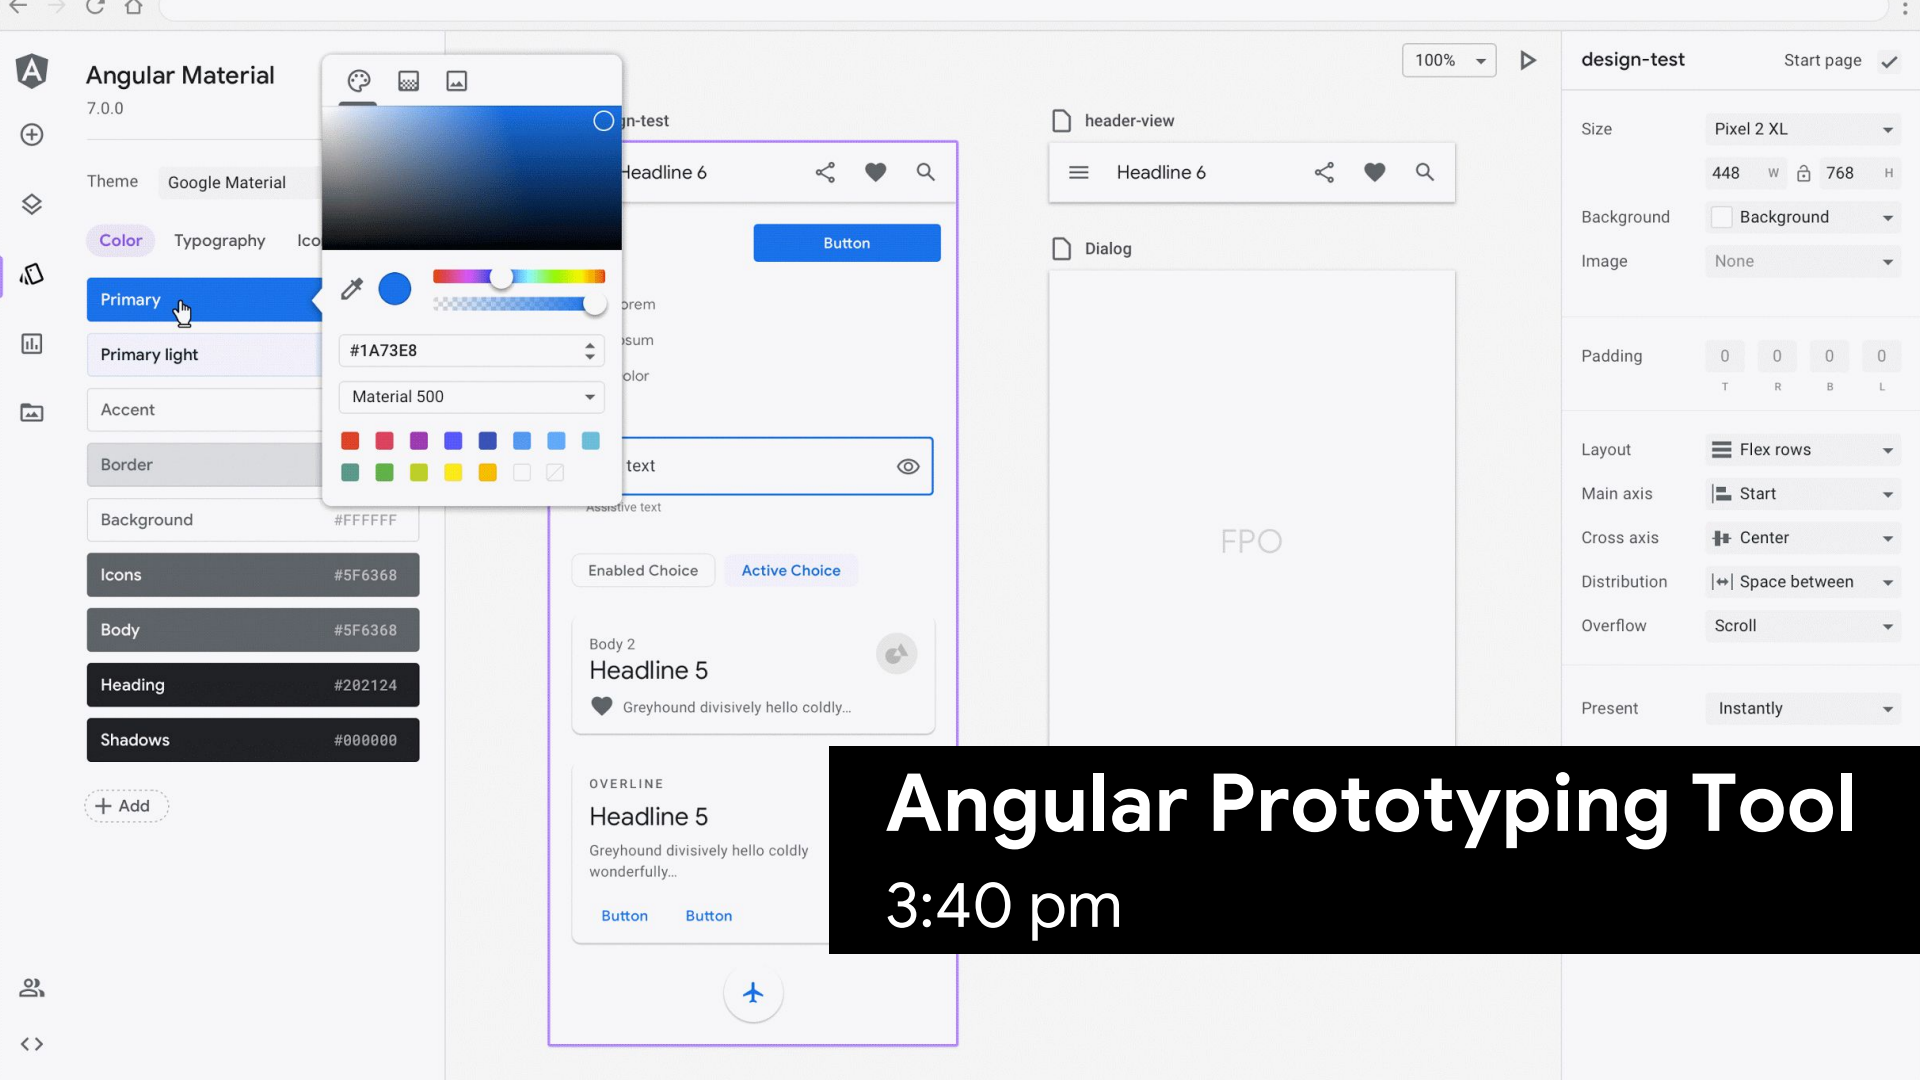 Angular Material
7.0.0
Theme
Google Material
Color
Typography
Primary
Primary light
Accent
Border
Background
#FFFFFF
Icons
#5F6368
Body
#5F6368
Heading
#202124
Shadows
#000000
Add
#1A73E8
Material 500
Headline 6
Button
text
Assistive text
Enabled Choice
Active Choice
Body 2
Headline 5
Greyhound divisively hello coldly...
OVERLINE
Headline 5
Greyhound divisively hello coldly
wonderfully...
Button
Button
100%
header-view
Headline 6
Dialog
FPO
design-test
Start page
Size
Pixel 2 XL
448 W
768 H
Background
Background
Image
None
Padding
0
0
0
0
T
R
B
L
Layout
Flex rows
Main axis
Start
Cross axis
Center
Distribution
Space between
Overflow
Scroll
Present
Instantly
Angular Prototyping Tool
3:40 pm